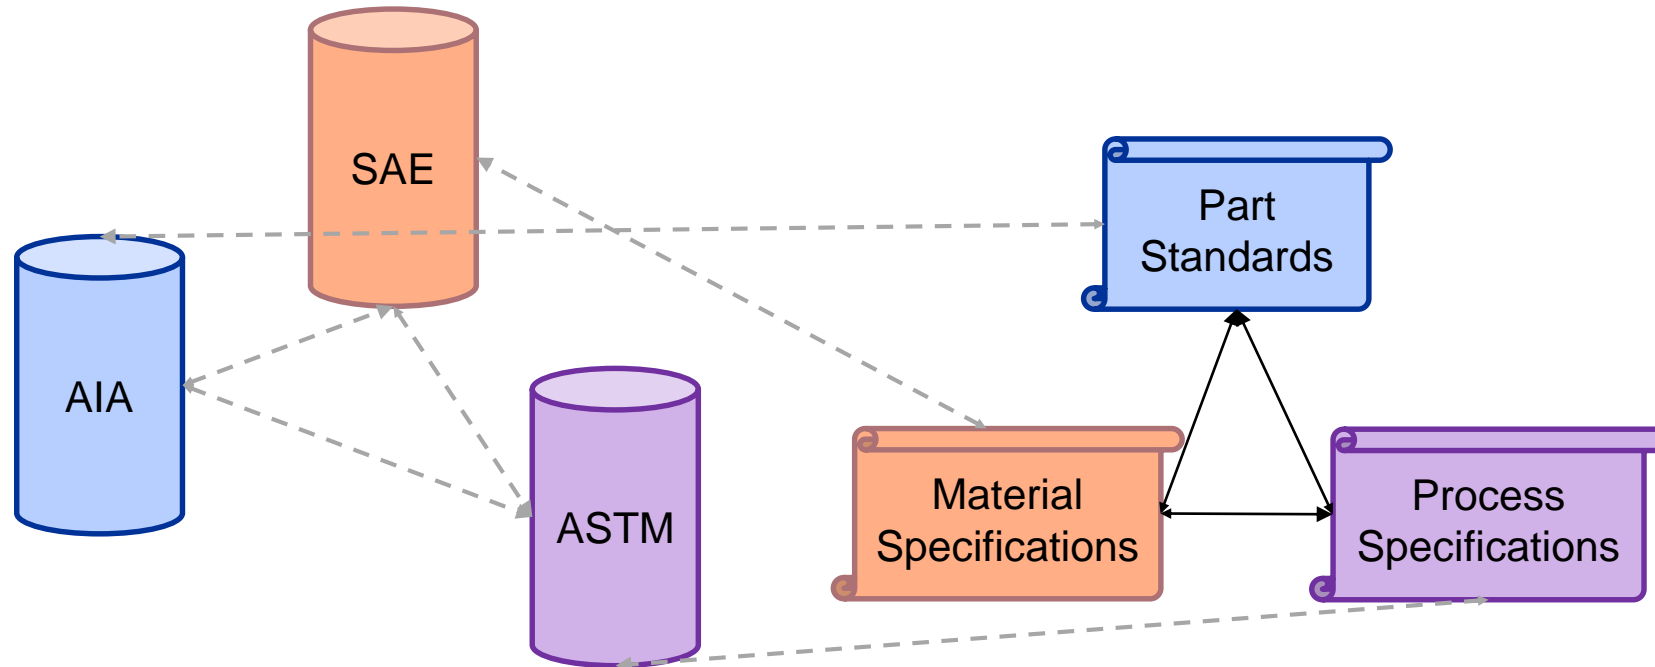 SAE
AIA
ASTM
Part
Standards
Material
Specifications
Process
Specifications